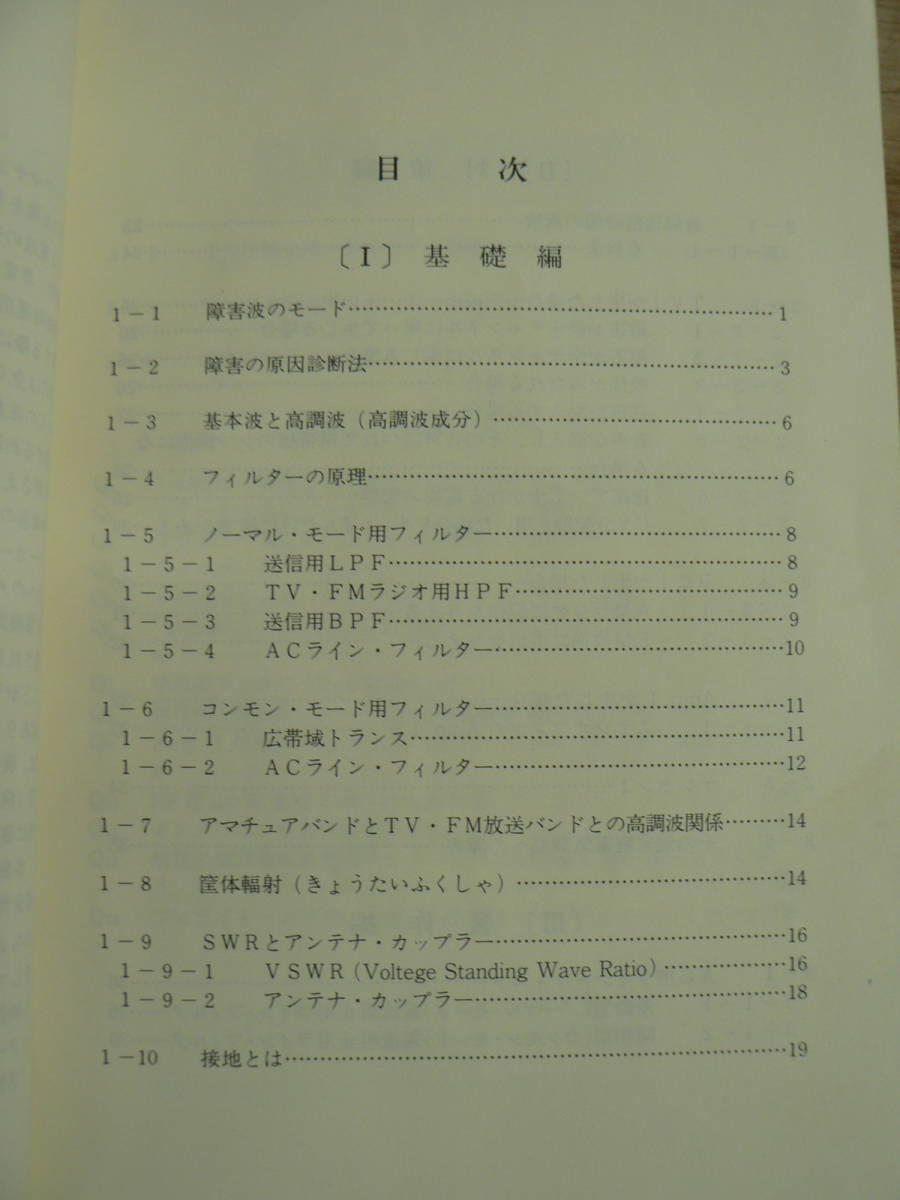 目　次
〔Ｉ〕 基 礎 編
１－１　障害波のモード……………………………………………………1
１－２　障害の原因診断法…………………………………………………3
１－３　基本波と高調波（高調波成分）…………………………………6
１－４　フィルターの原理…………………………………………………6
１－５　ノーマル・モード用フィルター…………………………………8
１－５－１　送信用ＬＰＦ…………………………………………………8
１－５－２　ＴＶ・ＦＭラジオ用ＨＰＦ…………………………………9
１－５－３　送信用ＢＰＦ…………………………………………………9
１－５－４　ＡＣライン・フィルター……………………………………10
１－６　コンモン・モード用フィルター…………………………………11
１－６－１　広帯域トランス………………………………………………11
１－６－２　ＡＣライン・フィルター……………………………………12
１－７　アマチュアバンドとＴＶ・ＦＭ放送バンドとの高調波関係………14
１－８　筐体輻射（きょうたいふくしゃ）………………………………14
１－９　ＳＷＲとアンテナ・カップラー…………………………………16
１－９－１　ＶＳＷＲ(Voltege Standing Wave Ratio)………………16
１－９－２　アンテナ・カップラー………………………………………18
１－10　接地とは……………………………………………………………19